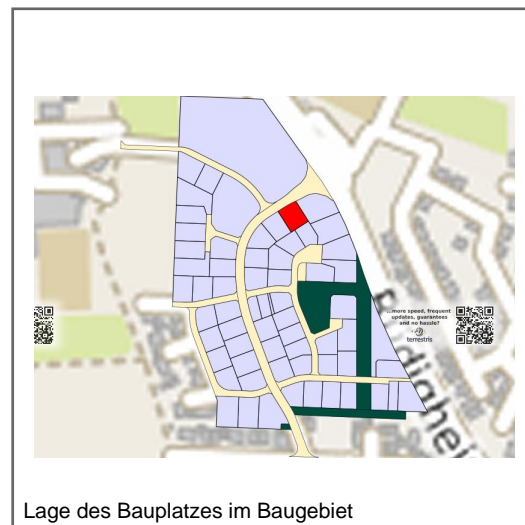 ...more speed, frequent
updates, guarantees
and no hassle?
terrestris
Lage des Bauplatzes im Baugebiet